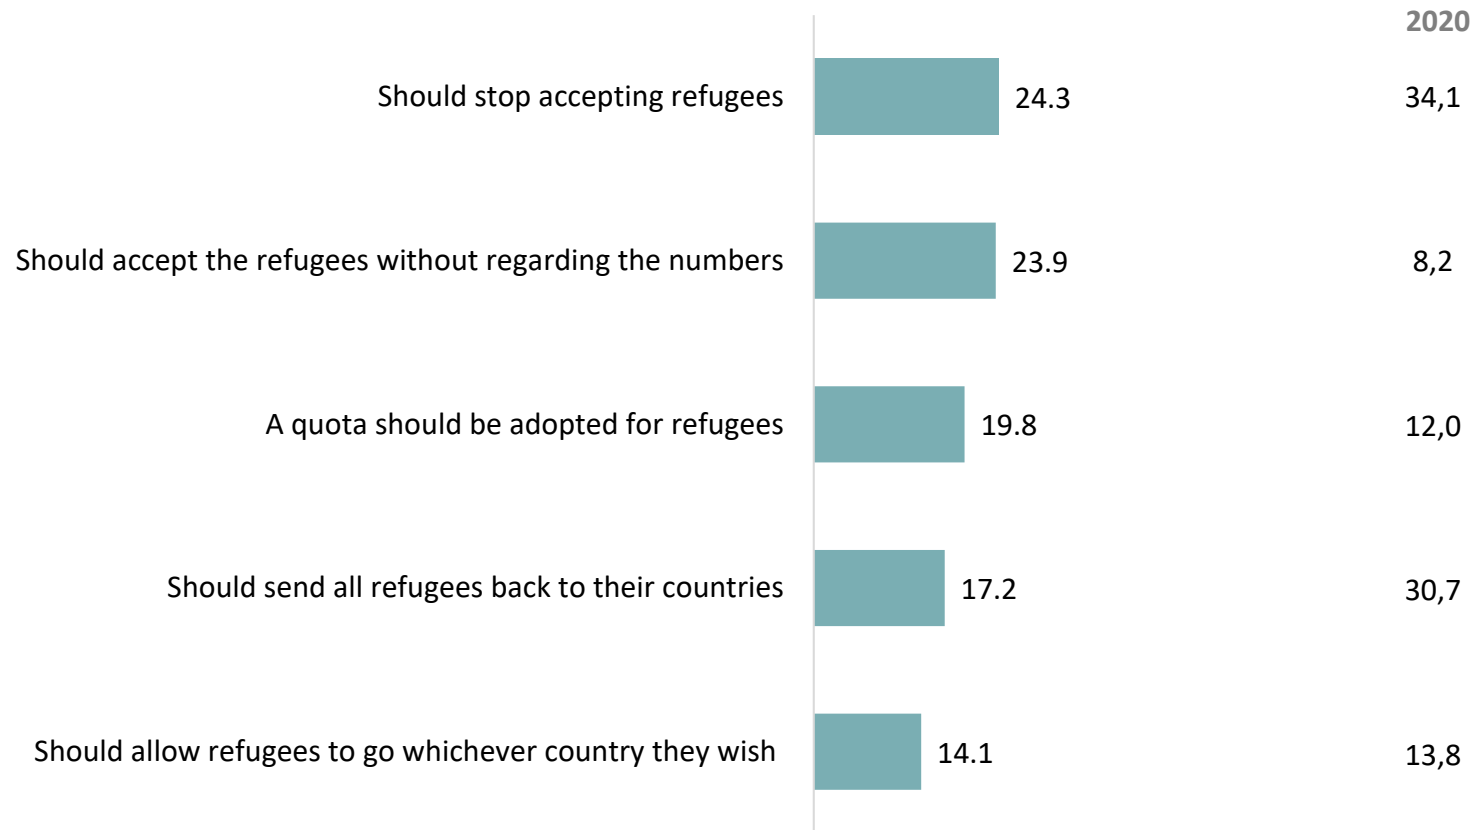 2020
Should stop accepting refugees 24.3 34,1
Should accept the refugees without regarding the numbers 23.9 8,2
A quota should be adopted for refugees 19.8 12,0
Should send all refugees back to their countries 17.2 30,7
Should allow refugees to go whichever country they wish 14.1 13,8